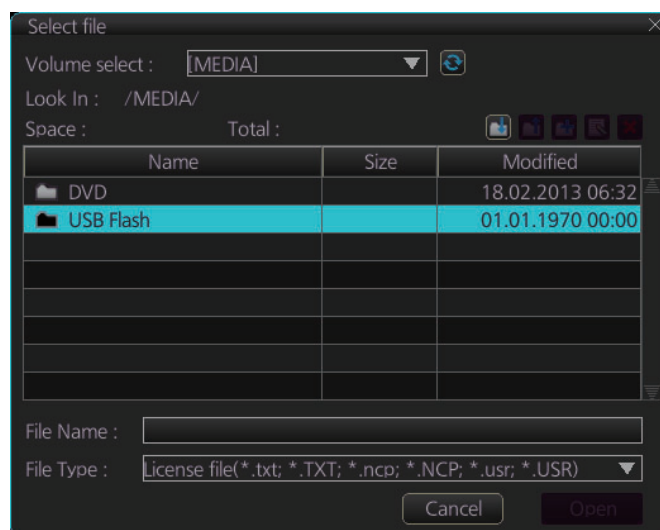 Select file
Volume select : [MEDIA]
Look In : /MEDIA/
Space : Total :
Name Size Modified
DVD 18.02.2013 06:32
USB Flash 01.01.1970 00:00
File Name :
File Type : License file(*.txt; *.TXT; *.ncp; *.NCP; *.usr; *.USR)
Cancel Open